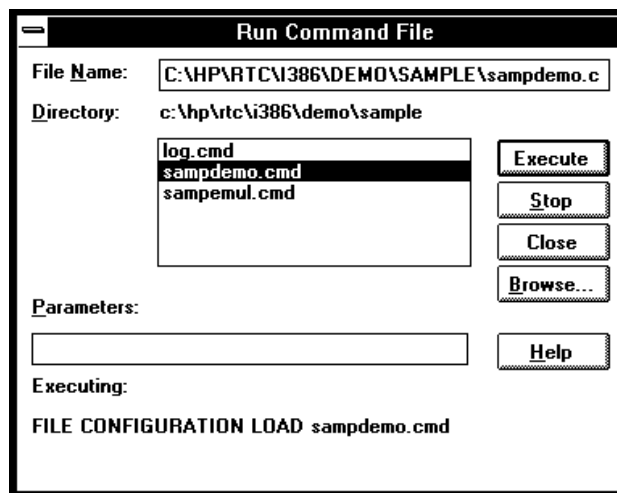 Run Command File
File Name: C:\HP\RTC\I386\DEMO\SAMPLE\sampdemo.c
Directory: c:\hp\rtc\i386\demo\sample
log.cmd
sampdemo.cmd
sampemul.cmd
Execute
Stop
Close
Browse...
Parameters:
Help
Executing:
FILE CONFIGURATION LOAD sampdemo.cmd